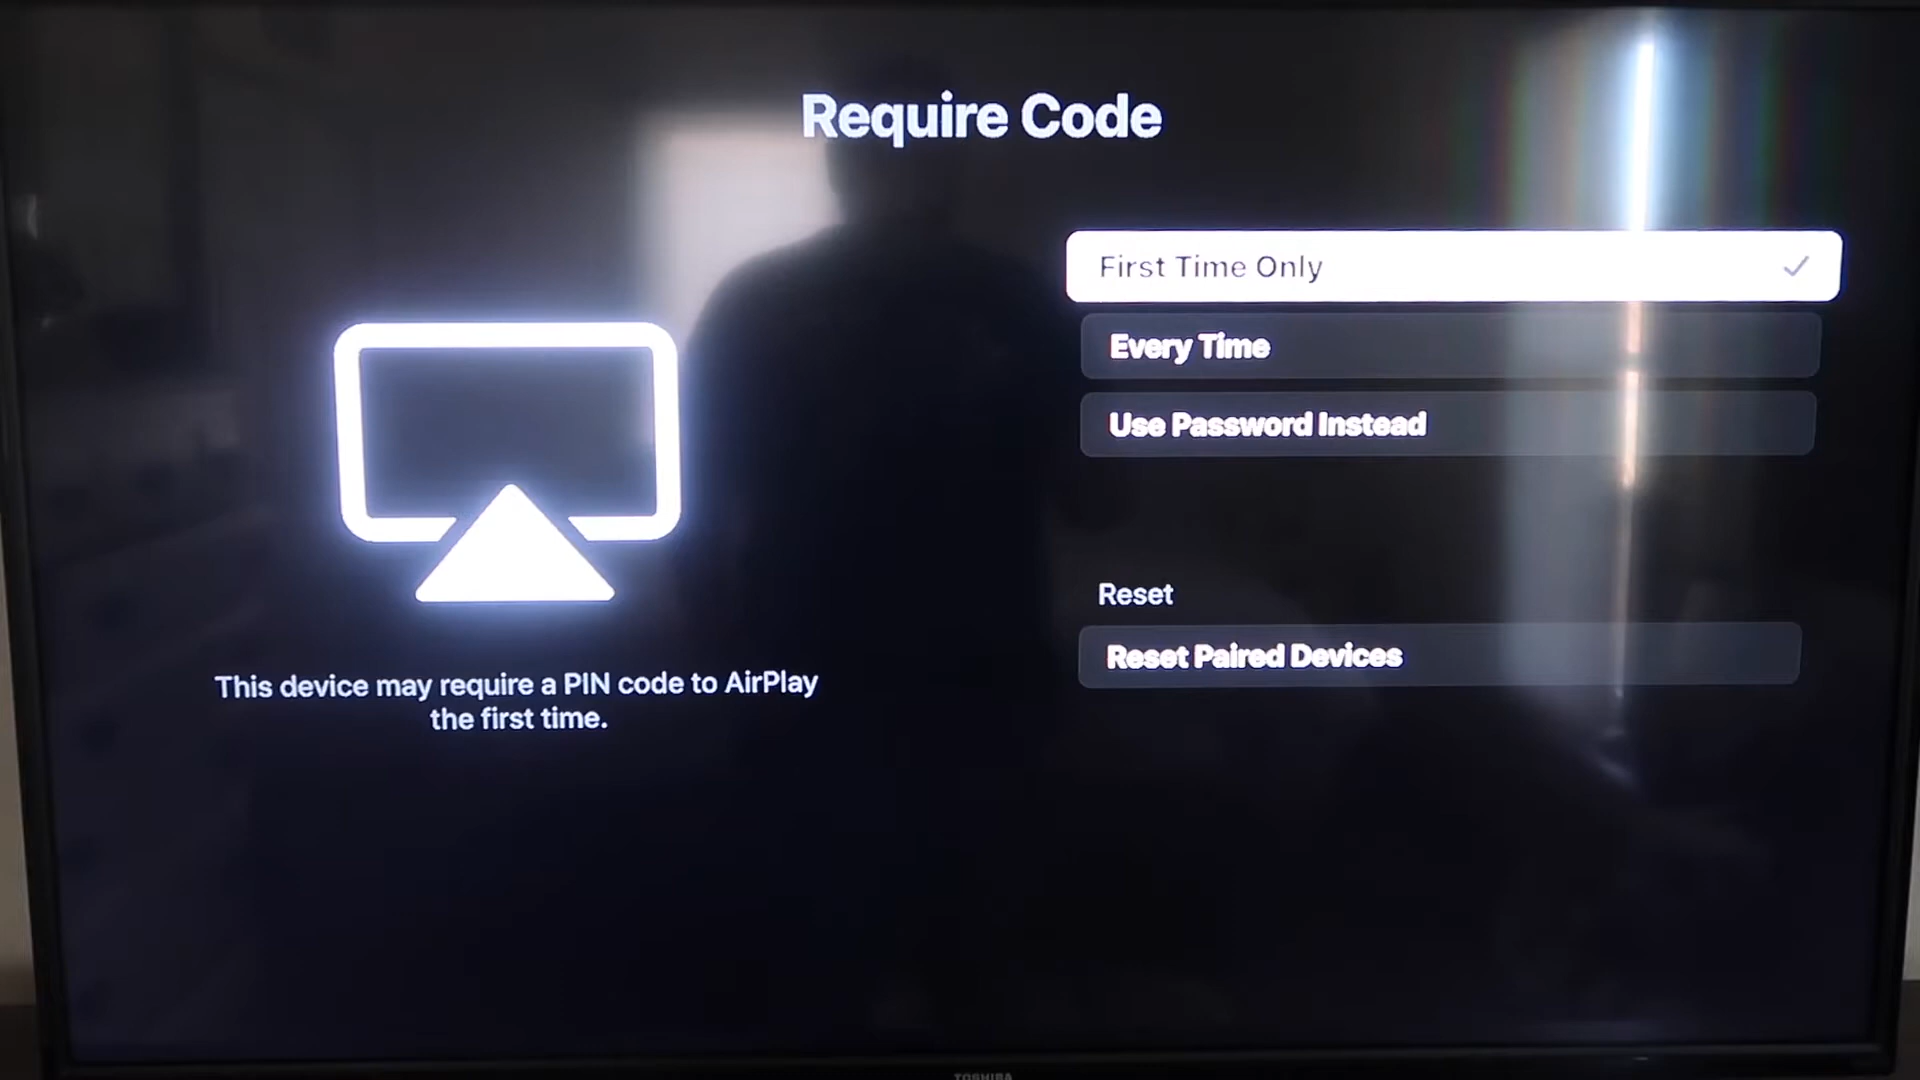 Require Code
First Time Only
Every Time
Use Password Instead
Reset
Reset Paired Devices
This device may require a PIN code to AirPlay
the first time.
TOSHIBA